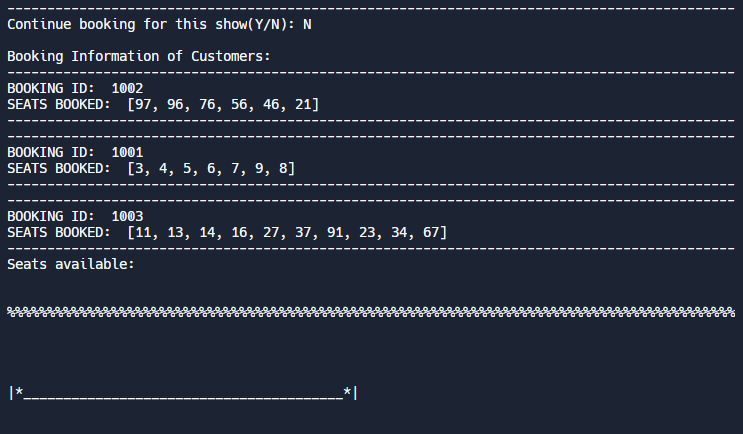 --------------------------------------------------------------------------------------------
Continue booking for this show(Y/N): N
Booking Information of Customers:
--------------------------------------------------------------------------------------------
BOOKING ID:  1002
SEATS BOOKED:  [97, 96, 76, 56, 46, 21]
--------------------------------------------------------------------------------------------
--------------------------------------------------------------------------------------------
BOOKING ID:  1001
SEATS BOOKED:  [3, 4, 5, 6, 7, 9, 8]
--------------------------------------------------------------------------------------------
--------------------------------------------------------------------------------------------
BOOKING ID:  1003
SEATS BOOKED:  [11, 13, 14, 16, 27, 37, 91, 23, 34, 67]
--------------------------------------------------------------------------------------------
Seats available:
%%%%%%%%%%%%%%%%%%%%%%%%%%%%%%%%%%%%%%%%%%%%%%%%%%%%%%%%%%%%%%%%%%%%%%%%%%%%%%%%%%%%%%%%%%%%%
|*________________________________________*|